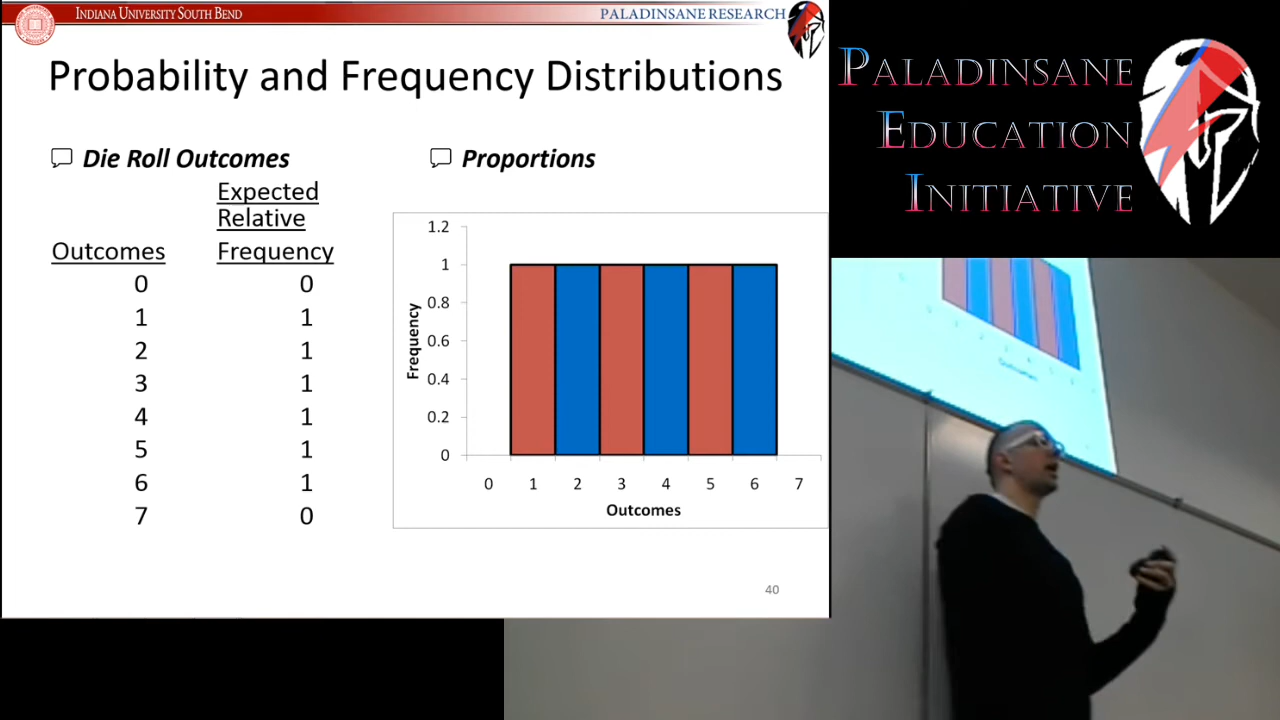 INDIANA UNIVERSITY SOUTH BEND
PALADINSANE RESEARCH
Probability and Frequency Distributions
Die Roll Outcomes
Expected
Relative
Outcomes Frequency
0 0
1 1
2 1
3 1
4 1
5 1
6 1
7 0
Proportions
1.2
1
0.8
0.6
0.4
0.2
0
Frequency
0 1 2 3 4 5 6 7
Outcomes
40
PALADINSANE
EDUCATION
INITIATIVE